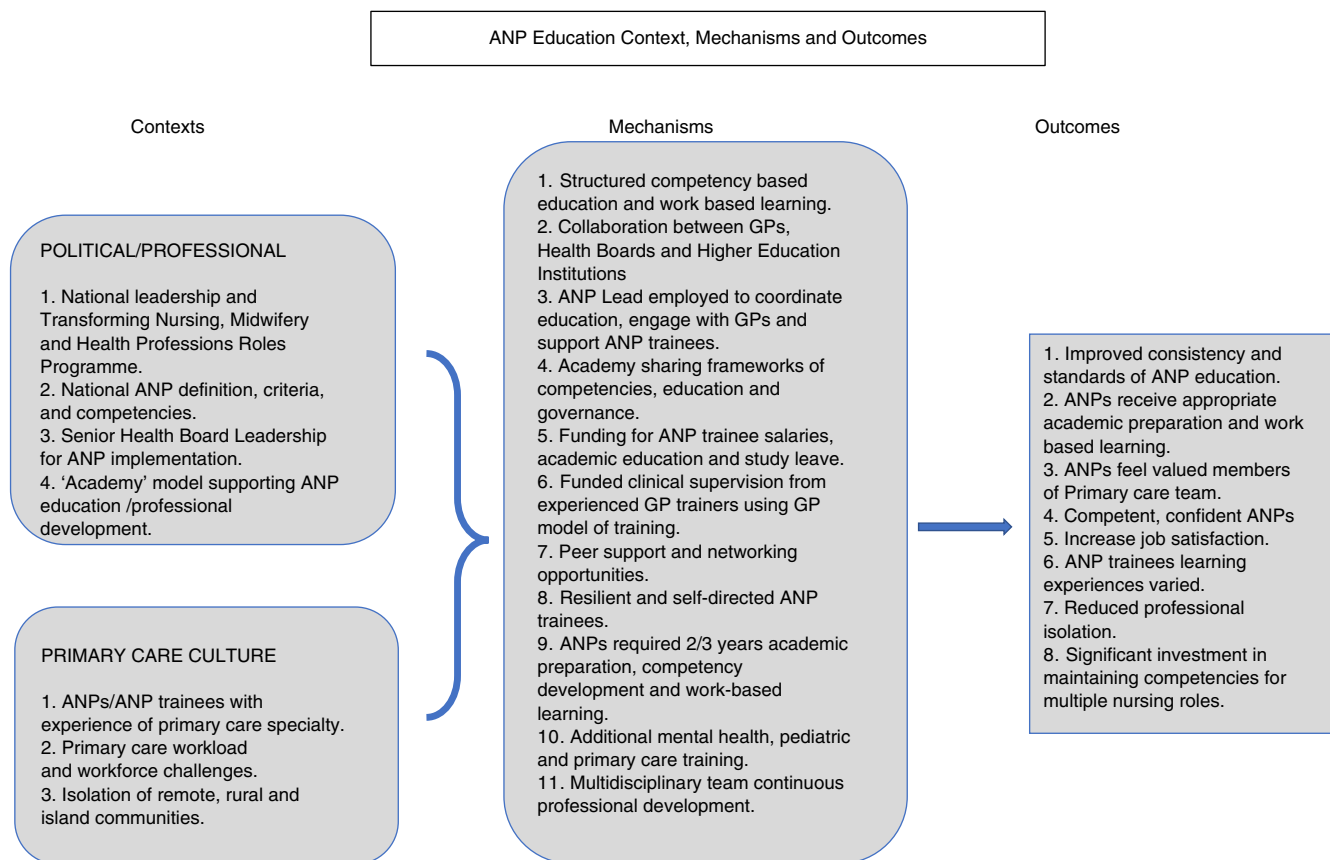 ANP Education Context, Mechanisms and Outcomes
Contexts
Mechanisms
Outcomes
POLITICAL/PROFESSIONAL
1. National leadership and
Transforming Nursing, Midwifery
and Health Professions Roles
Programme.
2. National ANP definition, criteria,
and competencies.
3. Senior Health Board Leadership
for ANP implementation.
4. ‘Academy’ model supporting ANP
education /professional
development.
PRIMARY CARE CULTURE
1. ANPs/ANP trainees with
experience of primary care specialty.
2. Primary care workload
and workforce challenges.
3. Isolation of remote, rural and
island communities.
1. Structured competency based
education and work based learning.
2. Collaboration between GPs,
Health Boards and Higher Education
Institutions
3. ANP Lead employed to coordinate
education, engage with GPs and
support ANP trainees.
4. Academy sharing frameworks of
competencies, education and
governance.
5. Funding for ANP trainee salaries,
academic education and study leave.
6. Funded clinical supervision from
experienced GP trainers using GP
model of training.
7. Peer support and networking
opportunities.
8. Resilient and self-directed ANP
trainees.
9. ANPs required 2/3 years academic
preparation, competency
development and work-based
learning.
10. Additional mental health, pediatric
and primary care training.
11. Multidisciplinary team continuous
professional development.
1. Improved consistency and
standards of ANP education.
2. ANPs receive appropriate
academic preparation and work
based learning.
3. ANPs feel valued members
of Primary care team.
4. Competent, confident ANPs
5. Increase job satisfaction.
6. ANP trainees learning
experiences varied.
7. Reduced professional
isolation.
8. Significant investment in
maintaining competencies for
multiple nursing roles.